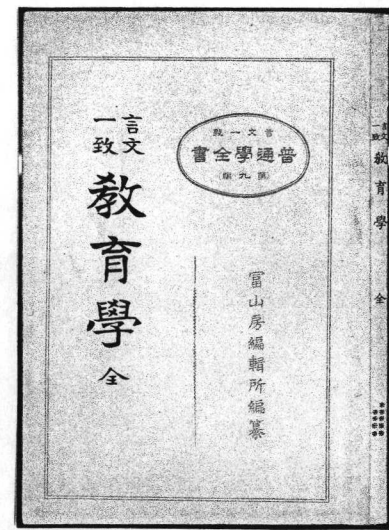 言文一致
普通學全書
第九編
富山房編輯所編纂
言文
一致
教育學
全
言文
一致
教育學
全